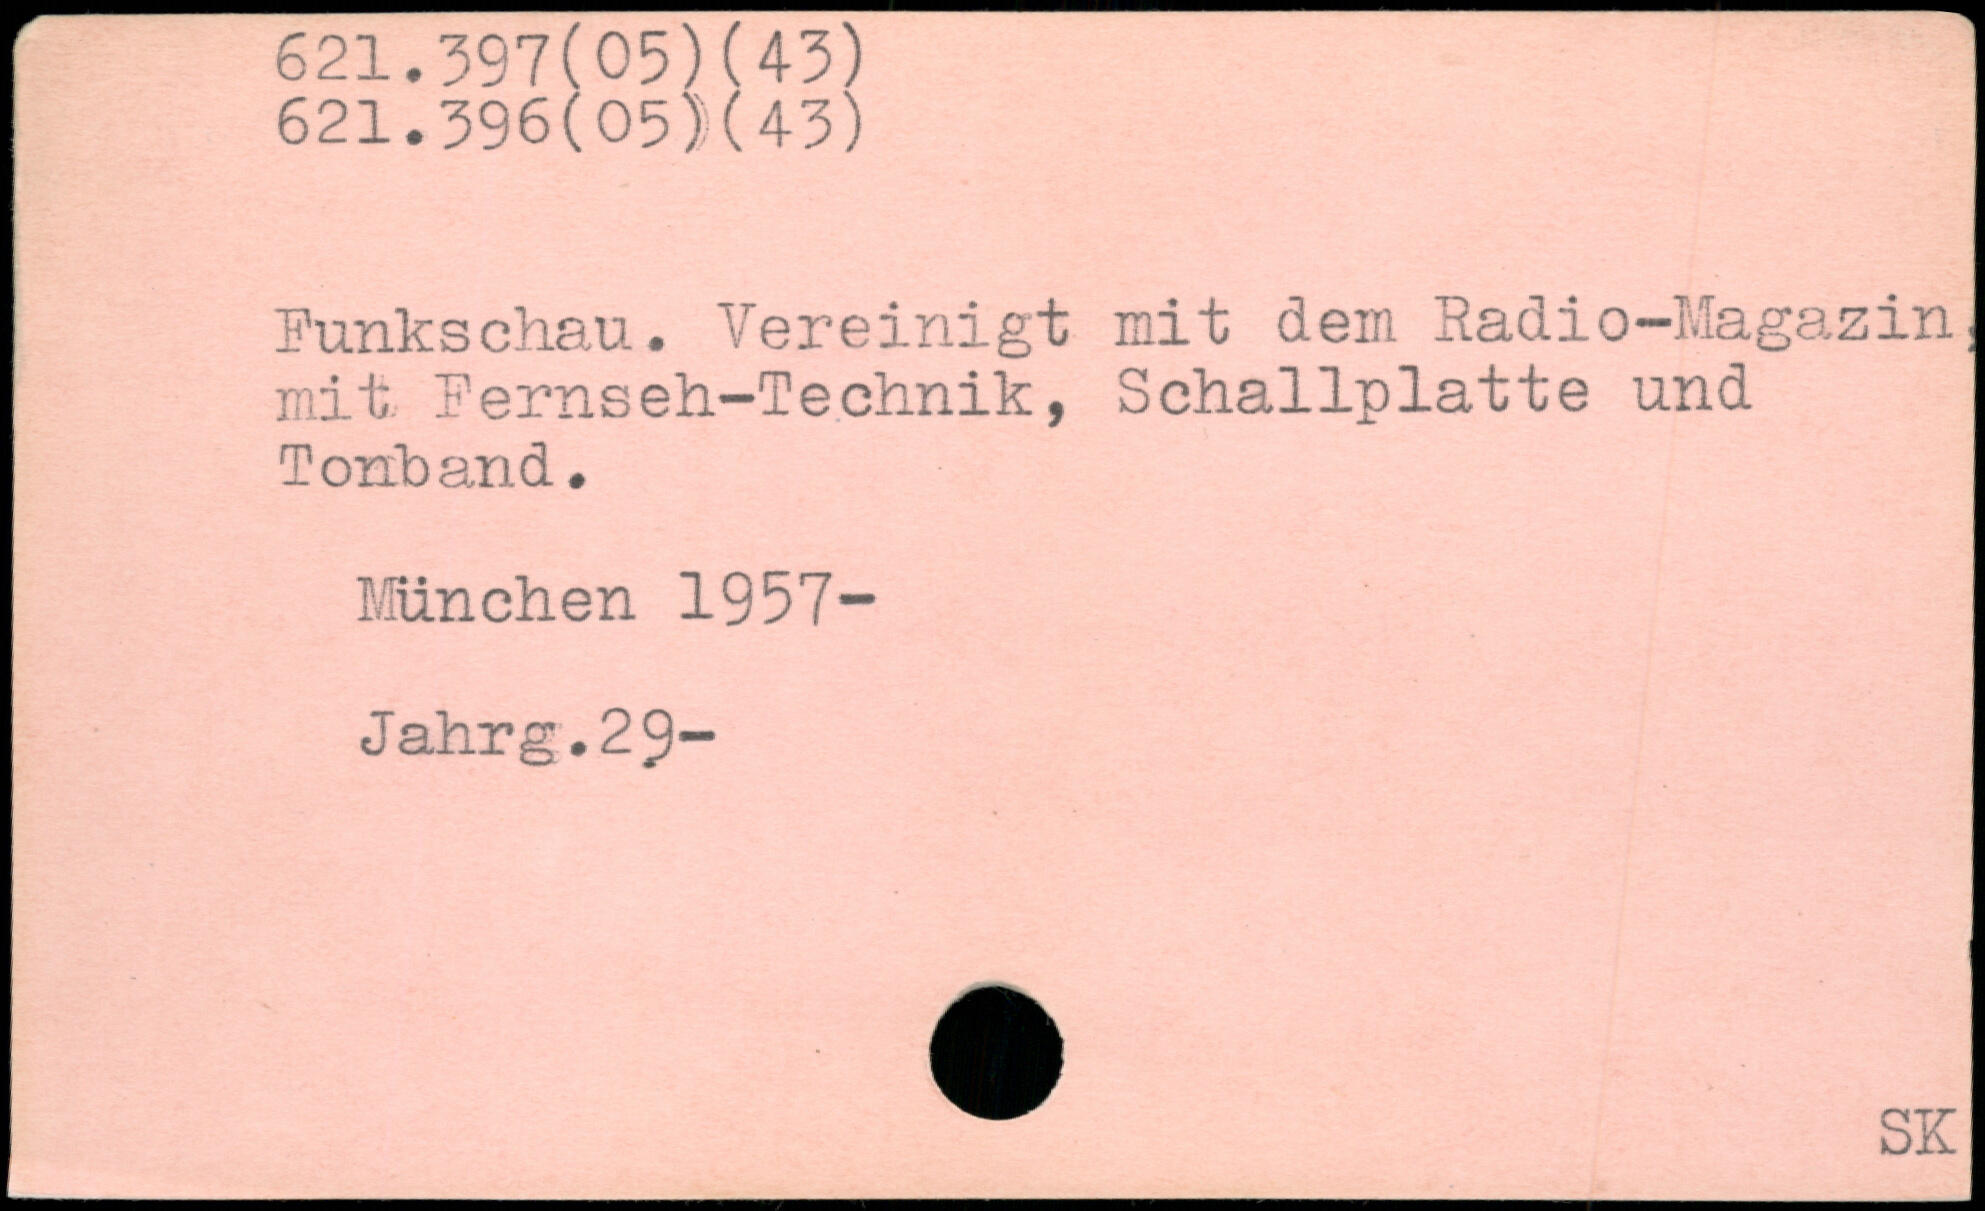 621.397(05)(43)
621.396(05)(43)
Funkschau. Vereinigt mit dem Radio-Magazin,
mit Fernseh-Technik, Schallplatte und
Tonband.
München 1957-
Jahrg.29-
SK